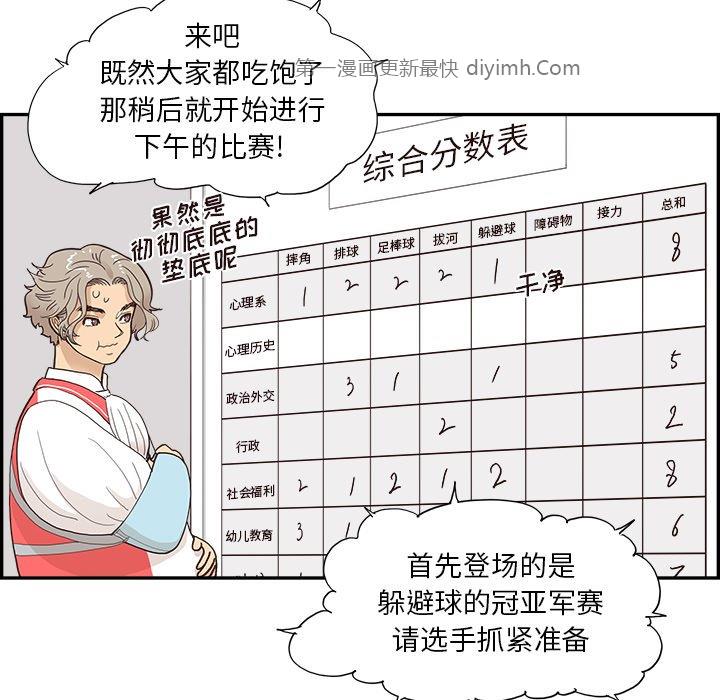 来吧
既然大家都吃饱了
那稍后就开始进行
下午的比赛!
第一漫画更新最快 diyimh.Com
综合分数表
果然是
彻彻底底的
垫底呢
摔角 排球 足棒球 拔河 躲避球 障碍物 接力 总和
心理系 1 2 2 2 1 8
干净
心理历史
政治外交 3 1 1 5
行政 2 2
社会福利 2 1 2 1 2 8
幼儿教育 3 1 6
首先登场的是
躲避球的冠亚军赛
请选手抓紧准备